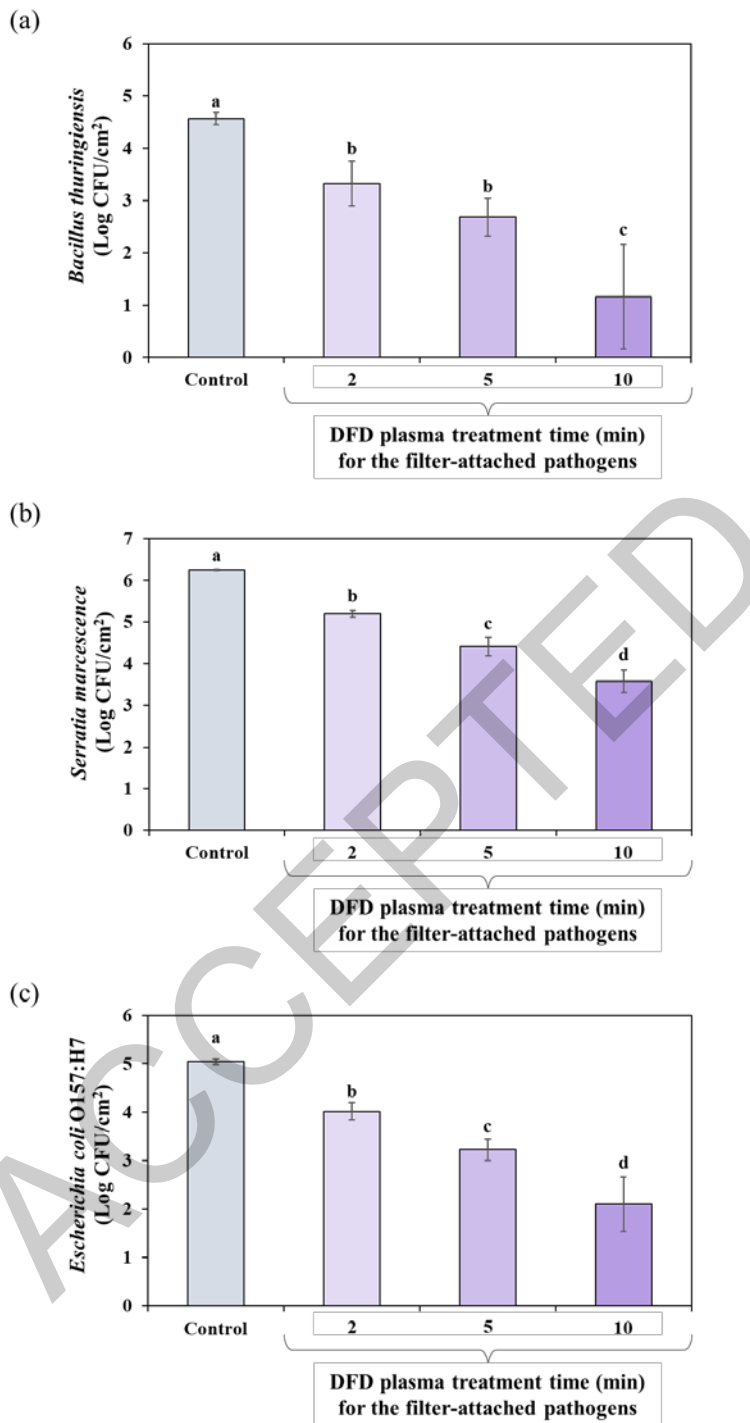 (a)
Bacillus thuringiensis
(Log CFU/cm²)
6
5
4
3
2
1
0
a
b
b
c
Control
2
5
10
DFD plasma treatment time (min)
for the filter-attached pathogens
(b)
Serratia marcescence
(Log CFU/cm²)
7
6
5
4
3
2
1
0
a
b
c
d
Control
2
5
10
DFD plasma treatment time (min)
for the filter-attached pathogens
(c)
Escherichia coli O157:H7
(Log CFU/cm²)
6
5
4
3
2
1
0
a
b
c
d
Control
2
5
10
DFD plasma treatment time (min)
for the filter-attached pathogens
ACCEPTED